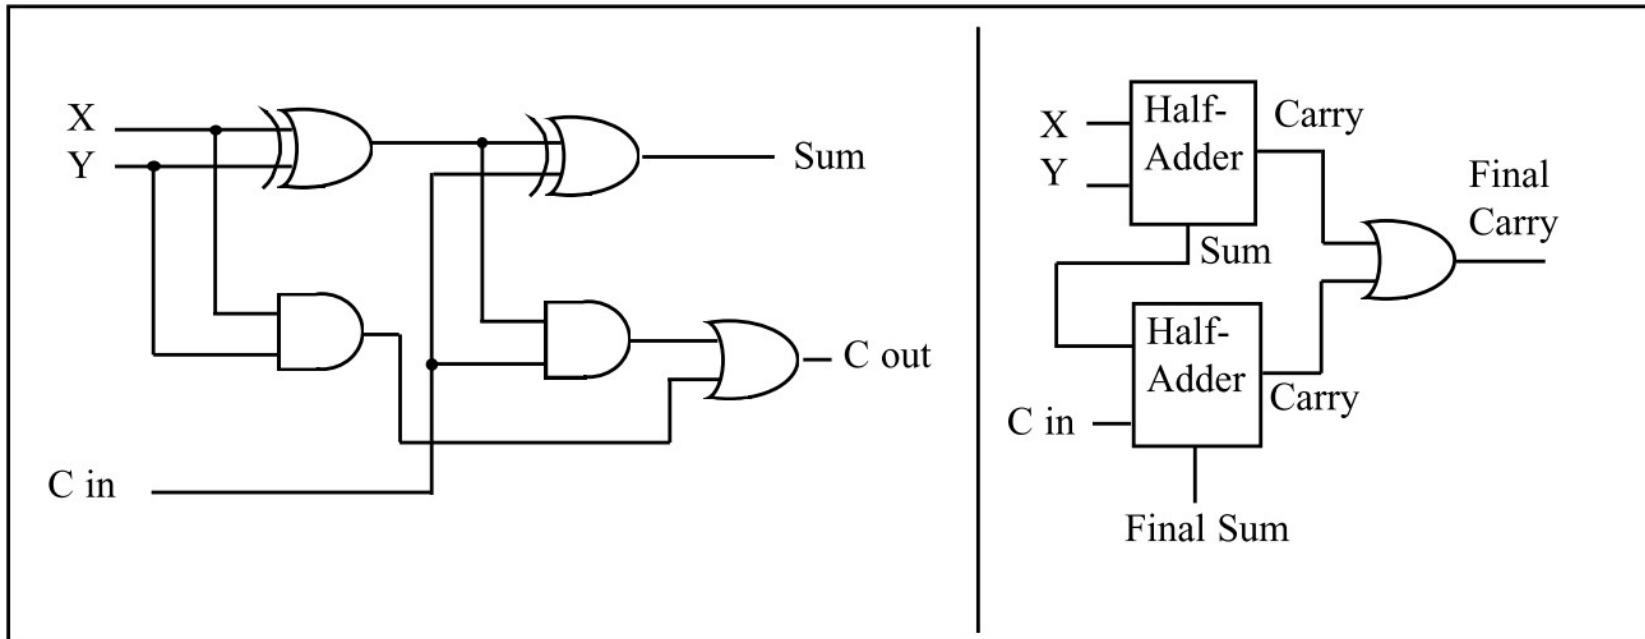 X
Y
Sum
C out
C in
X
Y
Half-
Adder
Carry
Sum
Final
Carry
Half-
Adder
Carry
C in
Final Sum